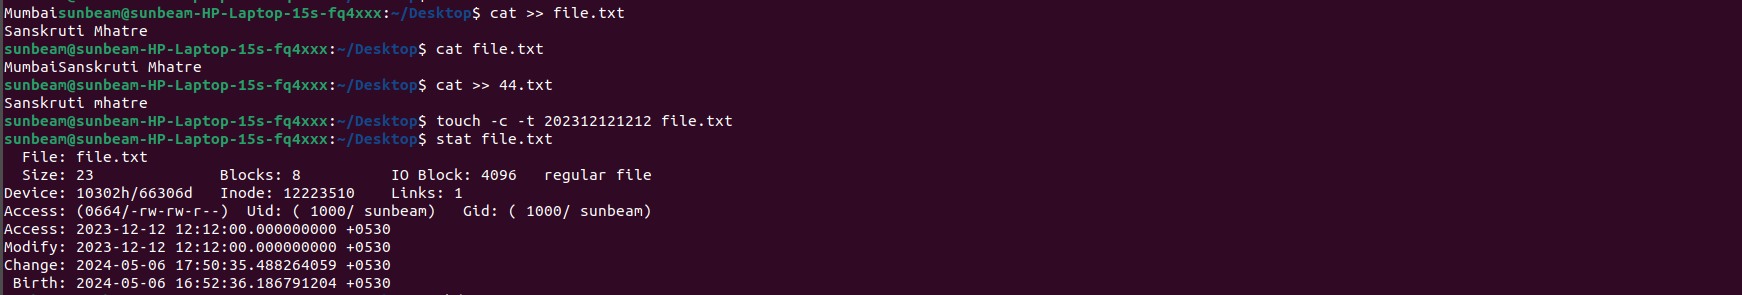 Mumbaisunbeam@sunbeam-HP-Laptop-15s-fq4xxx:~/Desktop$ cat >> file.txt
Sanskruti Mhatre
sunbeam@sunbeam-HP-Laptop-15s-fq4xxx:~/Desktop$ cat file.txt
MumbaiSanskruti Mhatre
sunbeam@sunbeam-HP-Laptop-15s-fq4xxx:~/Desktop$ cat >> 44.txt
Sanskruti mhatre
sunbeam@sunbeam-HP-Laptop-15s-fq4xxx:~/Desktop$ touch -c -t 202312121212 file.txt
sunbeam@sunbeam-HP-Laptop-15s-fq4xxx:~/Desktop$ stat file.txt
  File: file.txt
  Size: 23              Blocks: 8          IO Block: 4096   regular file
Device: 10302h/66306d   Inode: 12223510    Links: 1
Access: (0664/-rw-rw-r--)  Uid: ( 1000/ sunbeam)   Gid: ( 1000/ sunbeam)
Access: 2023-12-12 12:12:00.000000000 +0530
Modify: 2023-12-12 12:12:00.000000000 +0530
Change: 2024-05-06 17:50:35.488264059 +0530
 Birth: 2024-05-06 16:52:36.186791204 +0530